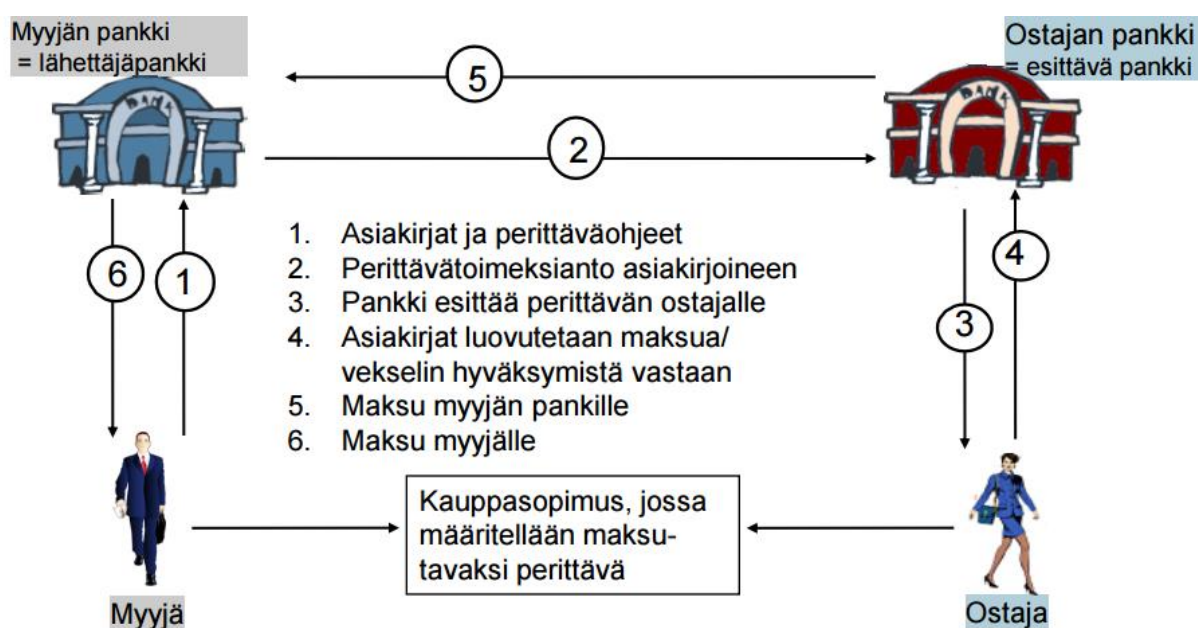 Myyjän pankki
= lähettäjäpankki
Ostajan pankki
= esittävä pankki
BANK
BANK
5
2
6
1
4
3
1. Asiakirjat ja perittäväohjeet
2. Perittävätoimeksianto asiakirjoineen
3. Pankki esittää perittävän ostajalle
4. Asiakirjat luovutetaan maksua/
vekselin hyväksymistä vastaan
5. Maksu myyjän pankille
6. Maksu myyjälle
Kauppasopimus, jossa
määritellään maksu-
tavaksi perittävä
Myyjä
Ostaja